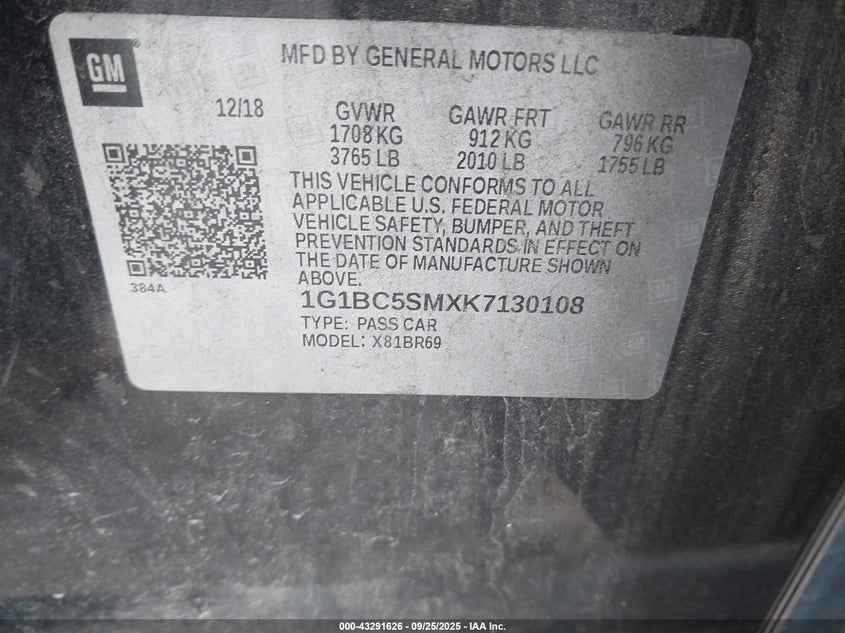 GM
MFD BY GENERAL MOTORS LLC
12/18 GVWR GAWR FRT GAWR RR
1708 KG 912 KG 796 KG
3765 LB 2010 LB 1755 LB
THIS VEHICLE CONFORMS TO ALL
APPLICABLE U.S. FEDERAL MOTOR
VEHICLE SAFETY, BUMPER, AND THEFT
PREVENTION STANDARDS IN EFFECT ON
THE DATE OF MANUFACTURE SHOWN
ABOVE.
384A
1G1BC5SMXK7130108
TYPE: PASS CAR
MODEL: X81BR69
000-43291626 - 09/25/2025 - IAA Inc.